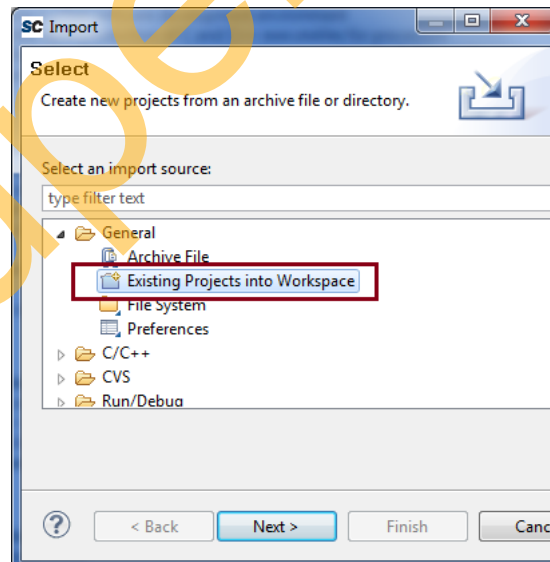 SC Import
Select
Create new projects from an archive file or directory.
Select an import source:
type filter text
General
Archive File
Existing Projects into Workspace
File System
Preferences
C/C++
CVS
Run/Debug
? < Back Next > Finish Canc